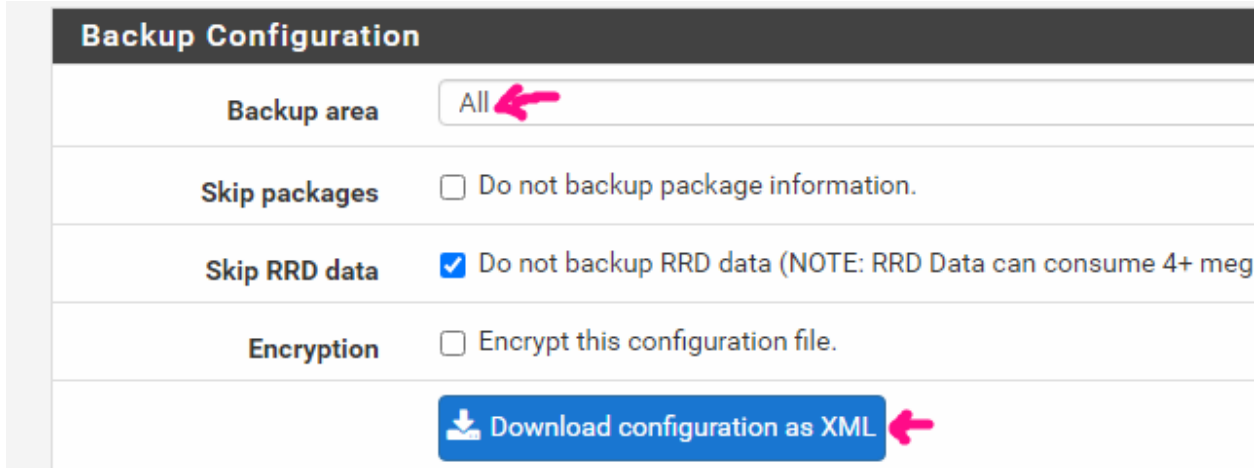 Backup Configuration
Backup area All
Skip packages Do not backup package information.
Skip RRD data Do not backup RRD data (NOTE: RRD Data can consume 4+ meg
Encryption Encrypt this configuration file.
Download configuration as XML